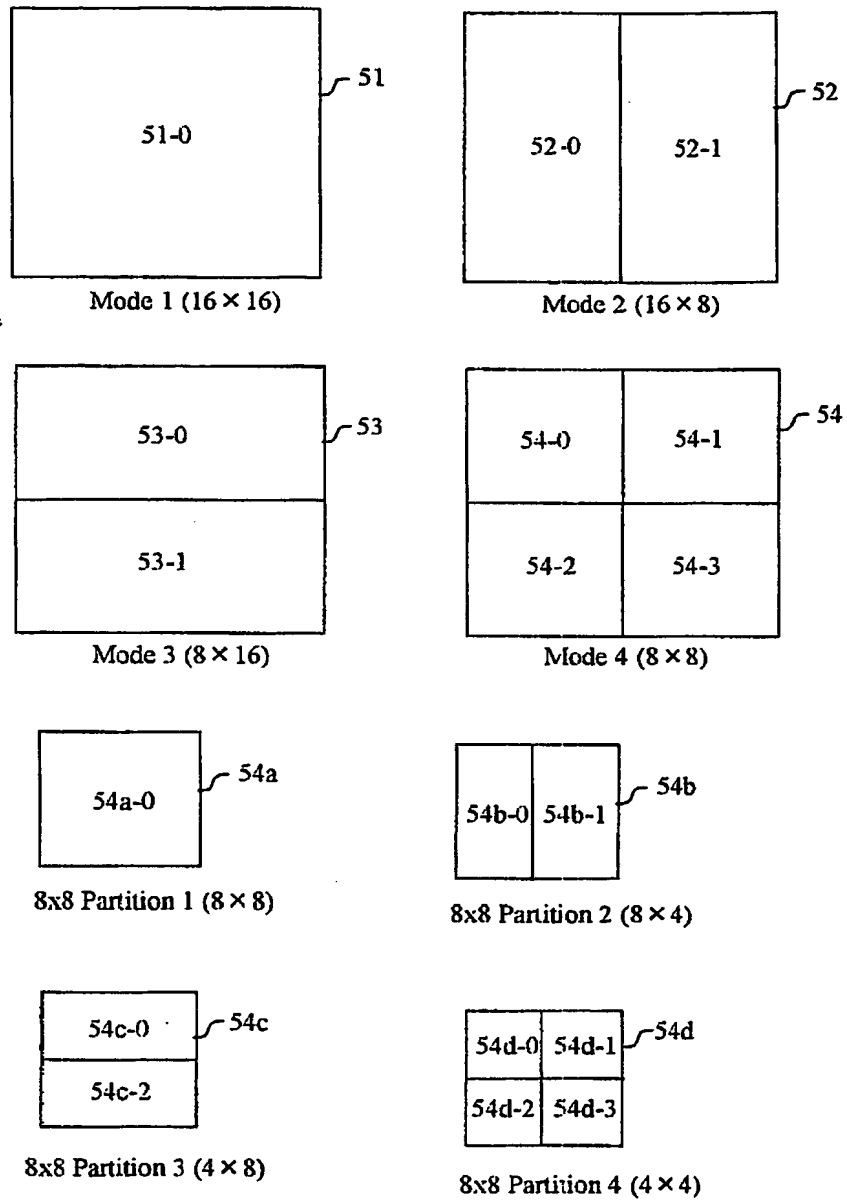 51
51-0
Mode 1 (16 × 16)
52
52-0 52-1
Mode 2 (16 × 8)
53
53-0
53-1
Mode 3 (8 × 16)
54
54-0 54-1
54-2 54-3
Mode 4 (8 × 8)
54a
54a-0
8x8 Partition 1 (8 × 8)
54b
54b-0 54b-1
8x8 Partition 2 (8 × 4)
54c
54c-0
54c-2
8x8 Partition 3 (4 × 8)
54d
54d-0 54d-1
54d-2 54d-3
8x8 Partition 4 (4 × 4)